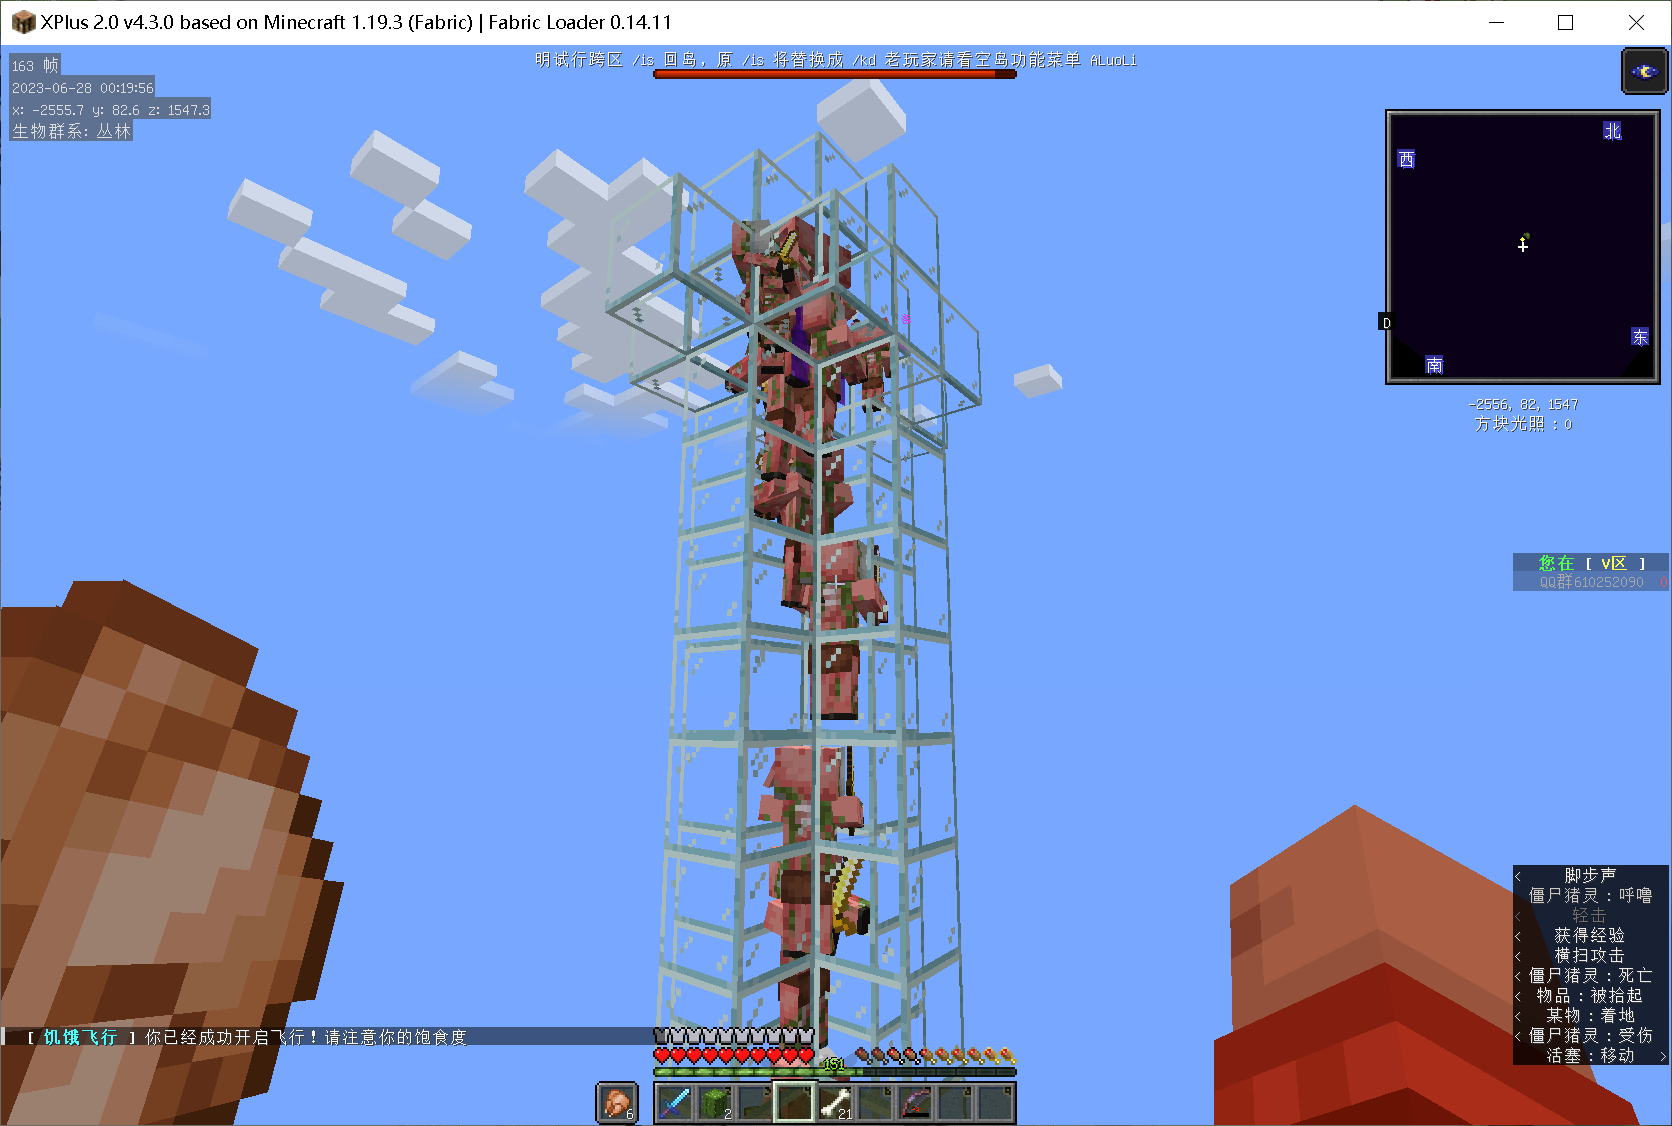 XPlus 2.0 v4.3.0 based on Minecraft 1.19.3 (Fabric) | Fabric Loader 0.14.11
163 帧
2023-06-28 00:19:56
x: -2555.7 y: 82.6 z: 1547.3
生物群系: 丛林
明试行跨区 /is 回岛，原 /is 将替换成 /kd 老玩家请看空岛功能菜单 ALuoLi
北
西
D
东
南
-2556, 82, 1547
方块光照：0
您在 [ V区 ]
QQ群610252090 0
< 脚步声
僵尸猪灵：呼噜
< 轻击
< 获得经验
< 横扫攻击
< 僵尸猪灵：死亡
< 物品：被拾起
< 某物：着地
< 僵尸猪灵：受伤
活塞：移动 >
[ 饥饿飞行 ] 你已经成功开启飞行！请注意你的饱食度
151
6
2
21